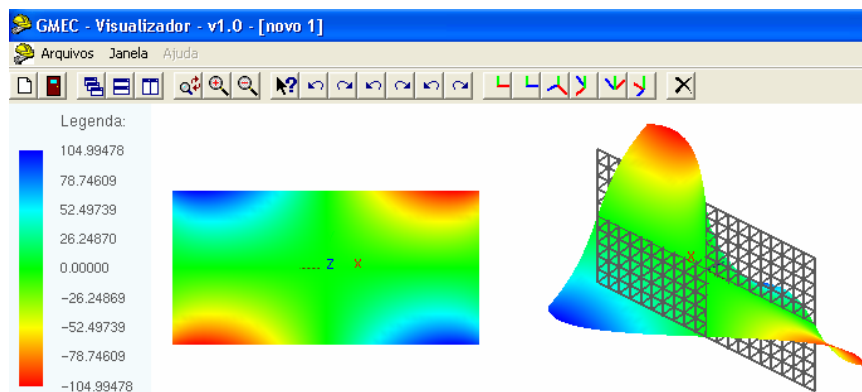 GMEC - Visualizador - v1.0 - [novo 1]
Arquivos Janela Ajuda
Legenda:
104.99478
78.74609
52.49739
26.24870
0.00000
-26.24869
-52.49739
-78.74609
-104.99478
Z X
X